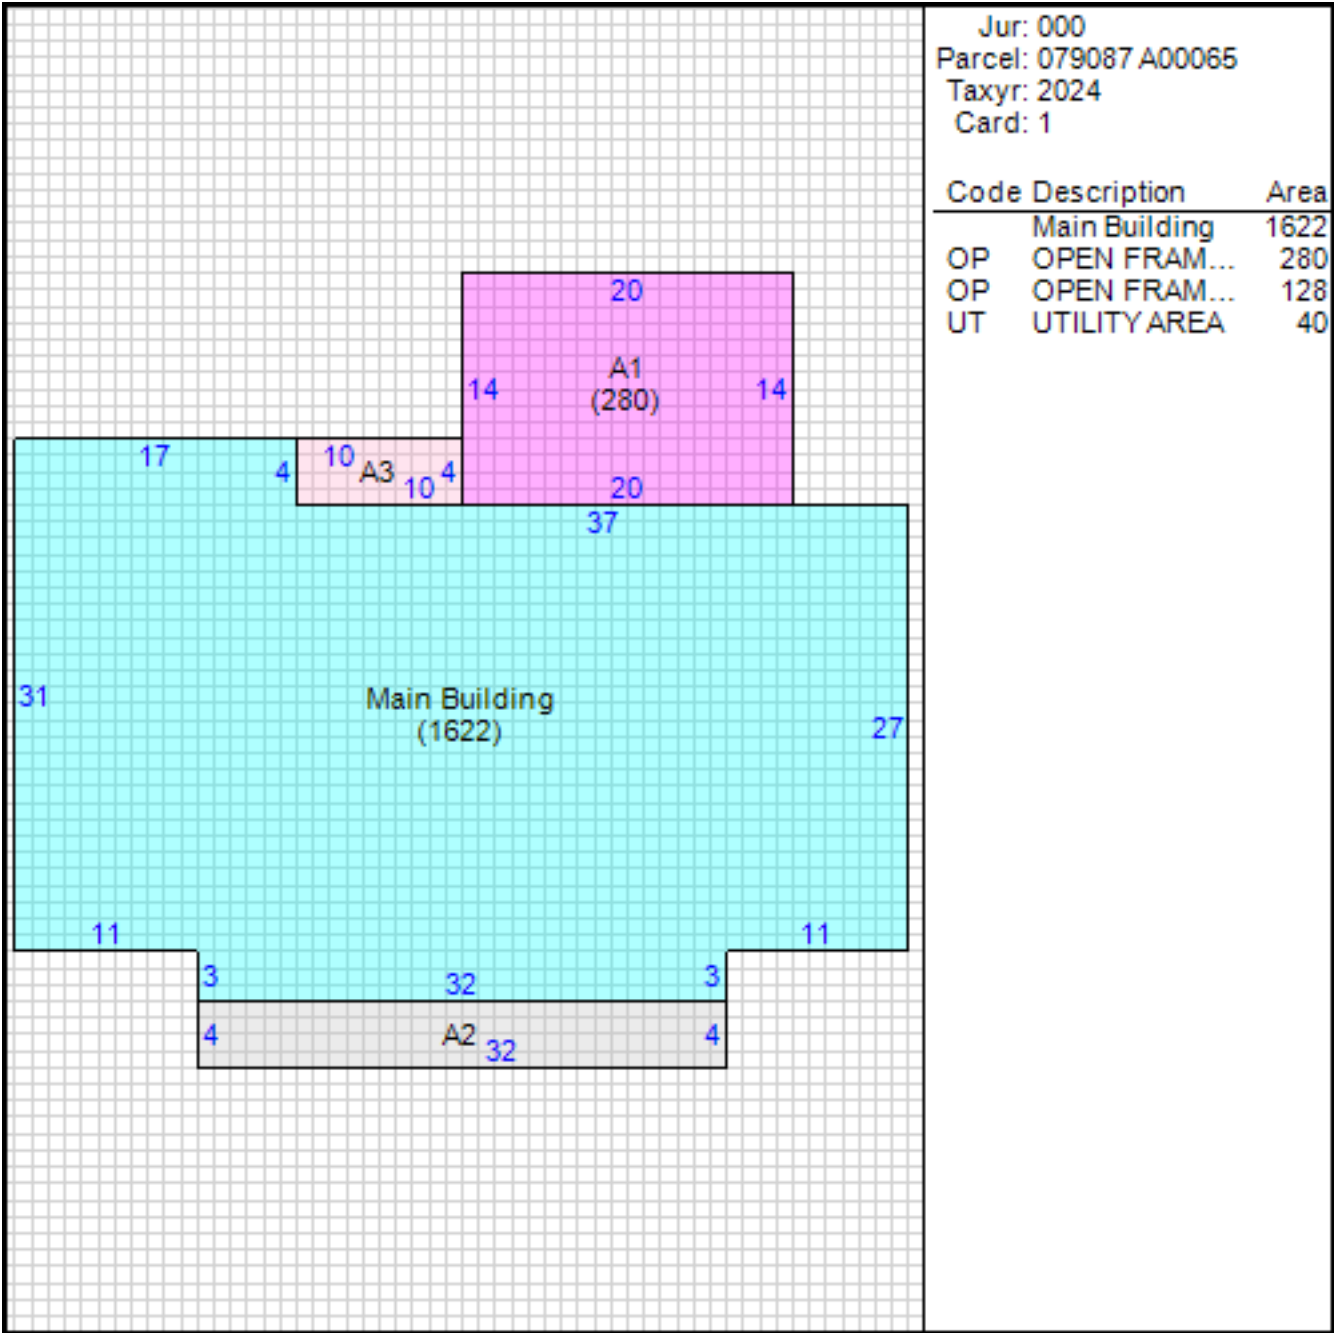 Jur: 000
Parcel: 079087 A00065
Taxyr: 2024
Card: 1
Code Description Area
Main Building 1622
OP OPEN FRAM... 280
OP OPEN FRAM... 128
UT UTILITY AREA 40
20
A1
(280)
14 14
17
10
A3
4 4
10
20
37
Main Building
(1622)
31
27
11 11
3 32 3
4 A2 4
32